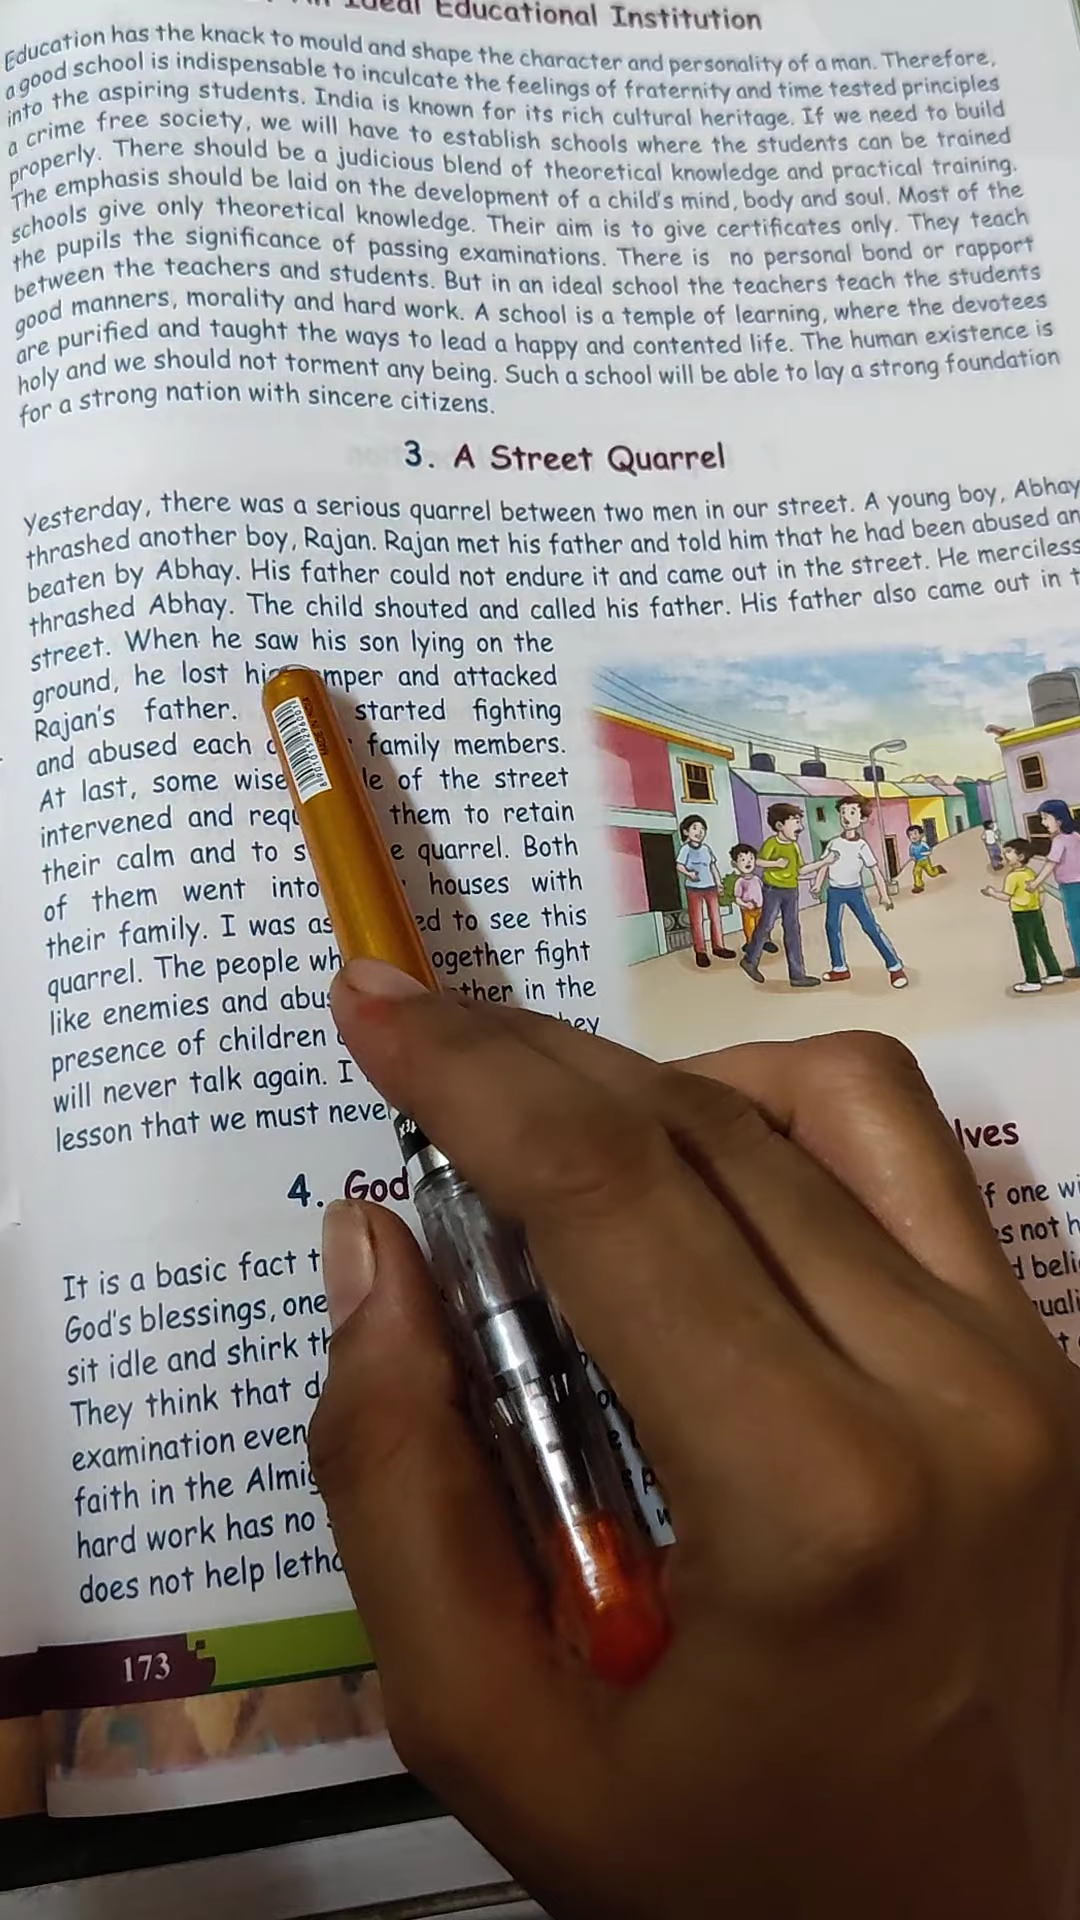 Ideal Educational Institution
Education has the knack to mould and shape the character and personality of a man. Therefore,
a good school is indispensable to inculcate the feelings of fraternity and time tested principles
into the aspiring students. India is known for its rich cultural heritage. If we need to build
a crime free society, we will have to establish schools where the students can be trained
properly. There should be a judicious blend of theoretical knowledge and practical training.
The emphasis should be laid on the development of a child's mind, body and soul. Most of the
schools give only theoretical knowledge. Their aim is to give certificates only. They teach
the pupils the significance of passing examinations. There is no personal bond or rapport
between the teachers and students. But in an ideal school the teachers teach the students
good manners, morality and hard work. A school is a temple of learning, where the devotees
are purified and taught the ways to lead a happy and contented life. The human existence is
holy and we should not torment any being. Such a school will be able to lay a strong foundation
for a strong nation with sincere citizens.
3. A Street Quarrel
Yesterday, there was a serious quarrel between two men in our street. A young boy, Abhay
thrashed another boy, Rajan. Rajan met his father and told him that he had been abused an
beaten by Abhay. His father could not endure it and came out in the street. He merciless
thrashed Abhay. The child shouted and called his father. His father also came out in t
street. When he saw his son lying on the
ground, he lost mper and attacked
Rajan's father. started fighting
and abused each family members.
At last, some wise le of the street
intervened and requ them to retain
their calm and to s e quarrel. Both
of them went into houses with
their family. I was as ed to see this
quarrel. The people wh ogether fight
like enemies and abus ther in the
presence of children hey
will never talk again. I
lesson that we must never
4. God lves
It is a basic fact t f one wi
God's blessings, one s not h
sit idle and shirk th d beli
They think that d uali
examination even
faith in the Almig
hard work has no
does not help letha
173